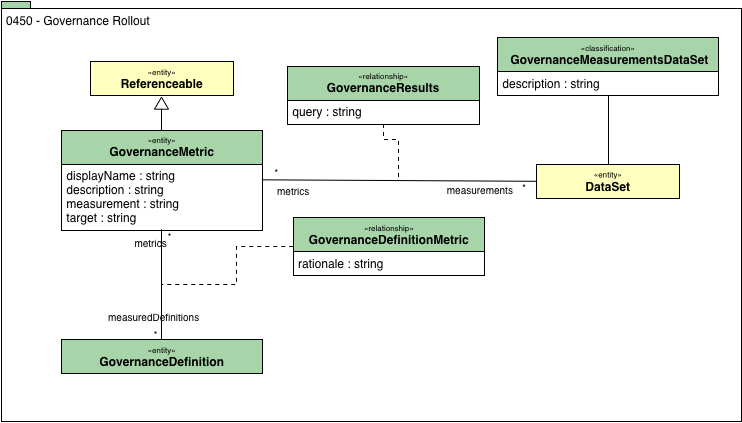 0450 - Governance Rollout
«classification»
GovernanceMeasurementsDataSet
description : string
«entity»
Referenceable
«relationship»
GovernanceResults
query : string
«entity»
GovernanceMetric
displayName : string
description : string
measurement : string
target : string
*
metrics
measurements
*
«entity»
DataSet
*
metrics
«relationship»
GovernanceDefinitionMetric
rationale : string
measuredDefinitions
*
«entity»
GovernanceDefinition